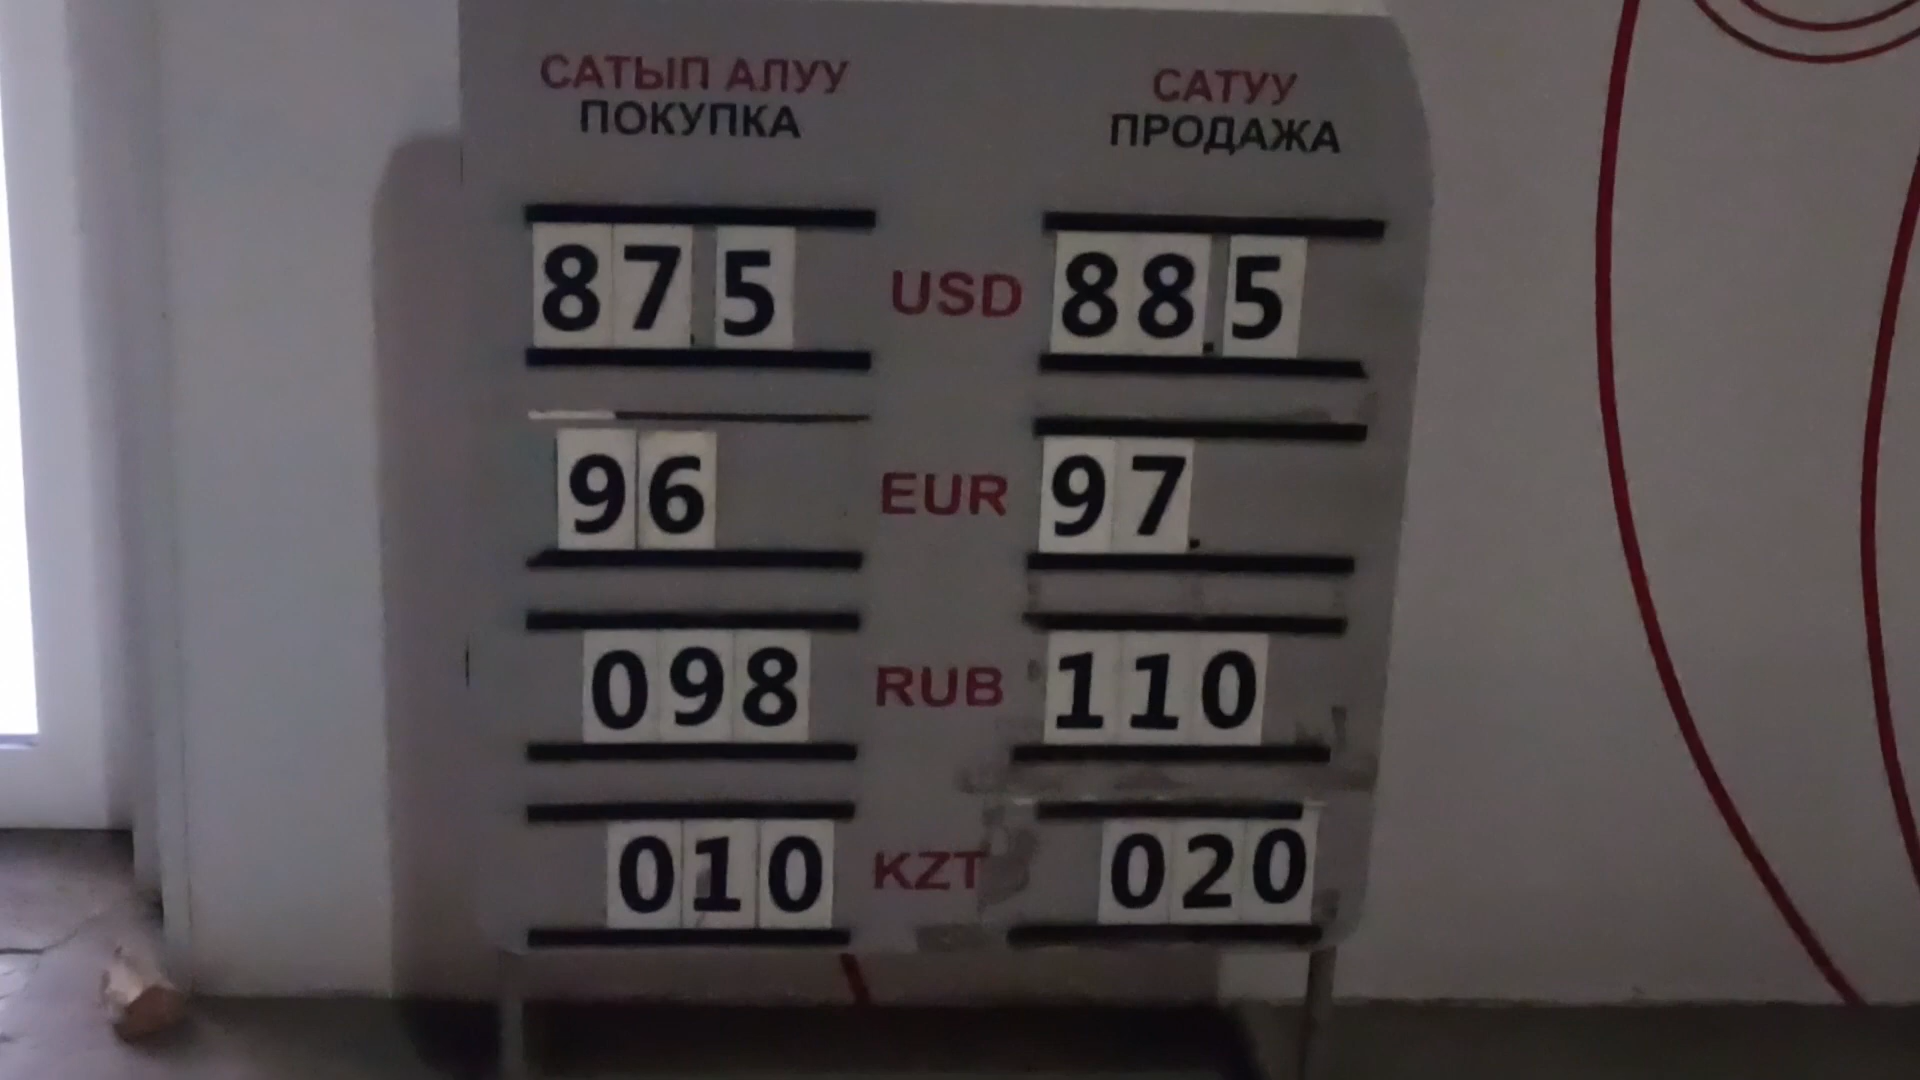 САТЫП АЛУУ САТУУ
ПОКУПКА ПРОДАЖА
87.5 USD 88.5
96 EUR 97.
098 RUB 110
010 KZT 020